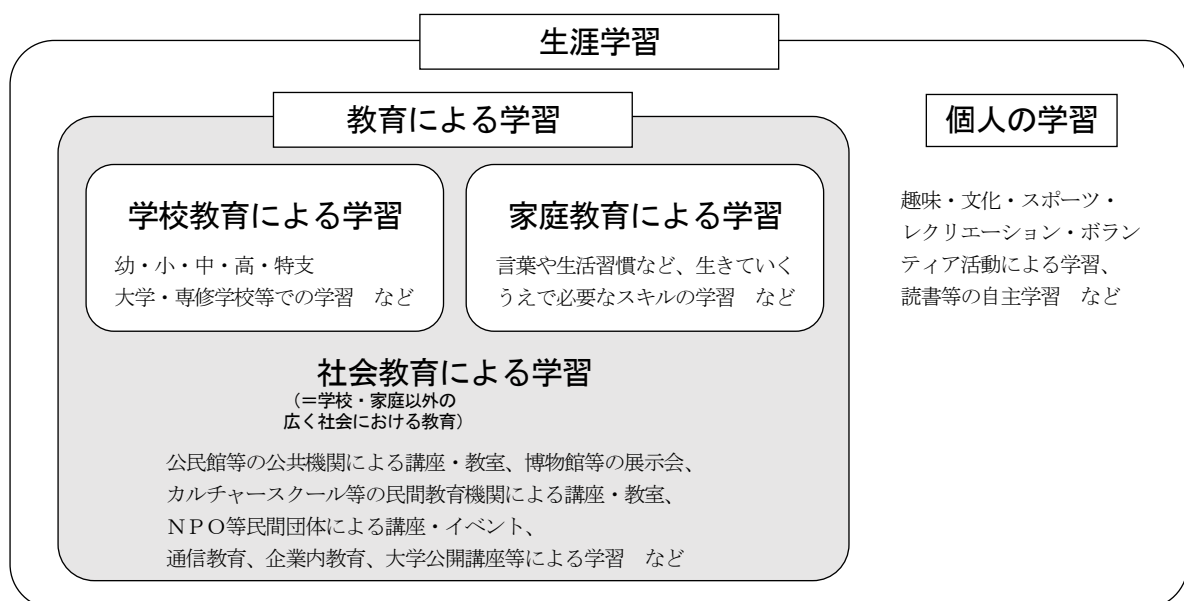 生涯学習
教育による学習
学校教育による学習
幼・小・中・高・特支
大学・専修学校等での学習　など
家庭教育による学習
言葉や生活習慣など、生きていく
うえで必要なスキルの学習　など
社会教育による学習
(＝学校・家庭以外の
広く社会における教育)
公民館等の公共機関による講座・教室、博物館等の展示会、
カルチャースクール等の民間教育機関による講座・教室、
ＮＰＯ等民間団体による講座・イベント、
通信教育、企業内教育、大学公開講座等による学習　など
個人の学習
趣味・文化・スポーツ・
レクリエーション・ボラン
ティア活動による学習、
読書等の自主学習　など